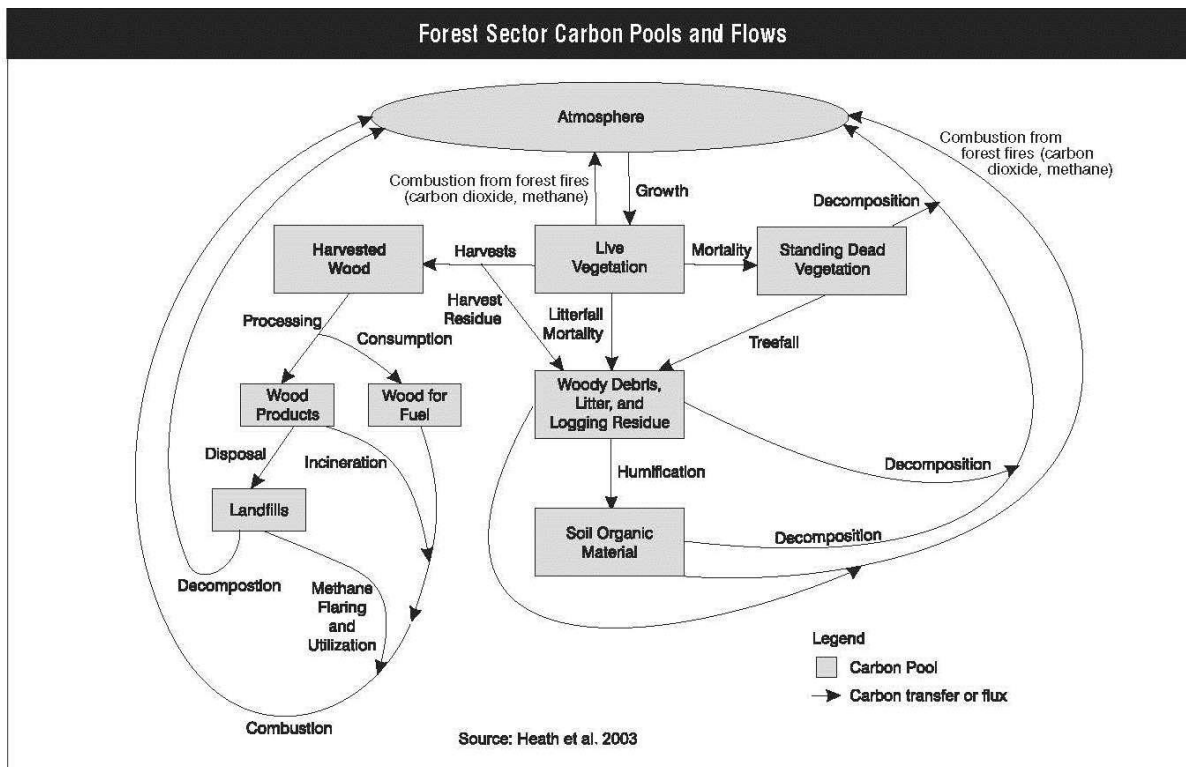 Forest Sector Carbon Pools and Flows
Atmosphere
Combustion from forest fires
(carbon dioxide, methane)
Growth
Combustion from
forest fires (carbon
dioxide, methane)
Decomposition
Harvested
Wood
Harvests
Live
Vegetation
Mortality
Standing Dead
Vegetation
Harvest
Residue
Litterfall
Mortality
Treefall
Processing
Consumption
Wood
Products
Wood for
Fuel
Woody Debris,
Litter, and
Logging Residue
Disposal
Incineration
Decomposition
Humification
Landfills
Soil Organic
Material
Decomposition
Decompostion
Methane
Flaring
and
Utilization
Combustion
Legend
Carbon Pool
Carbon transfer or flux
Source: Heath et al. 2003